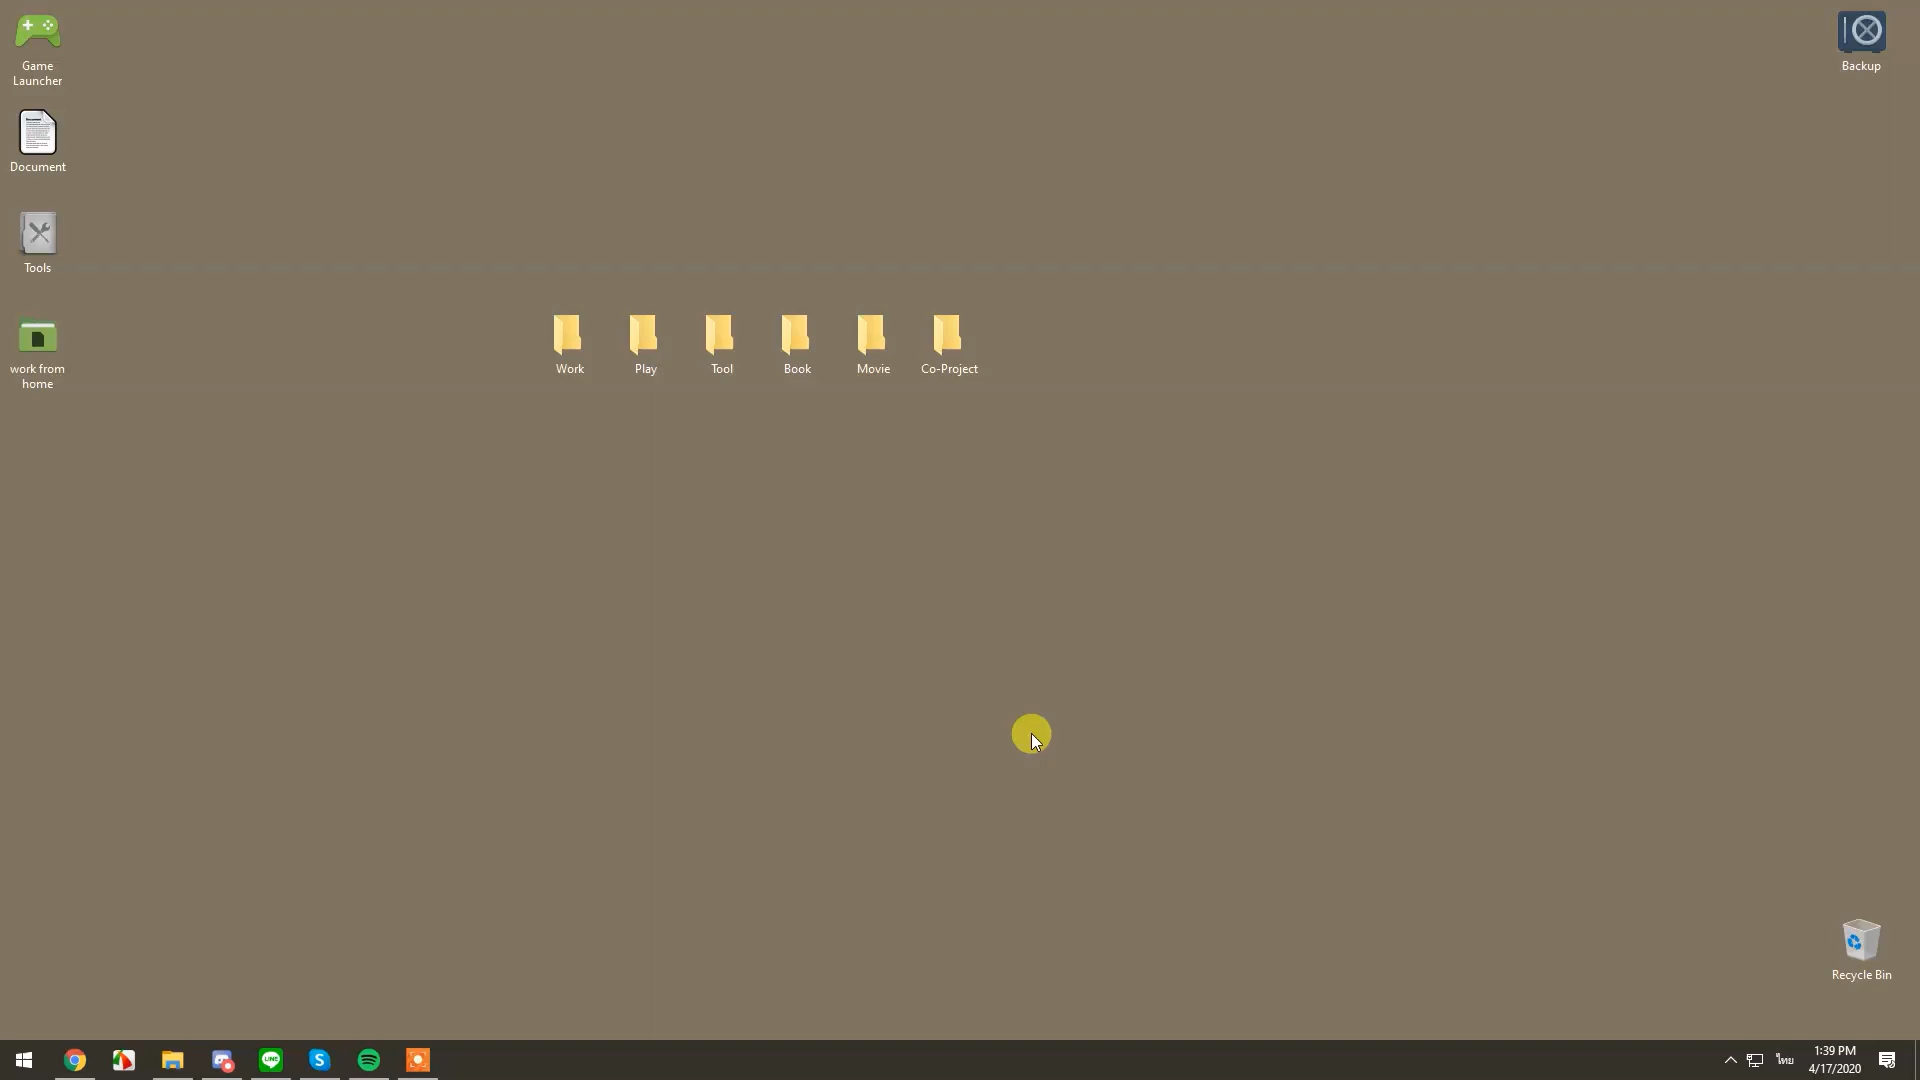 Game
Launcher
Backup
Document
Tools
work from
home
Work
Play
Tool
Book
Movie
Co-Project
Recycle Bin
LINE
S
ไทย
1:39 PM
4/17/2020